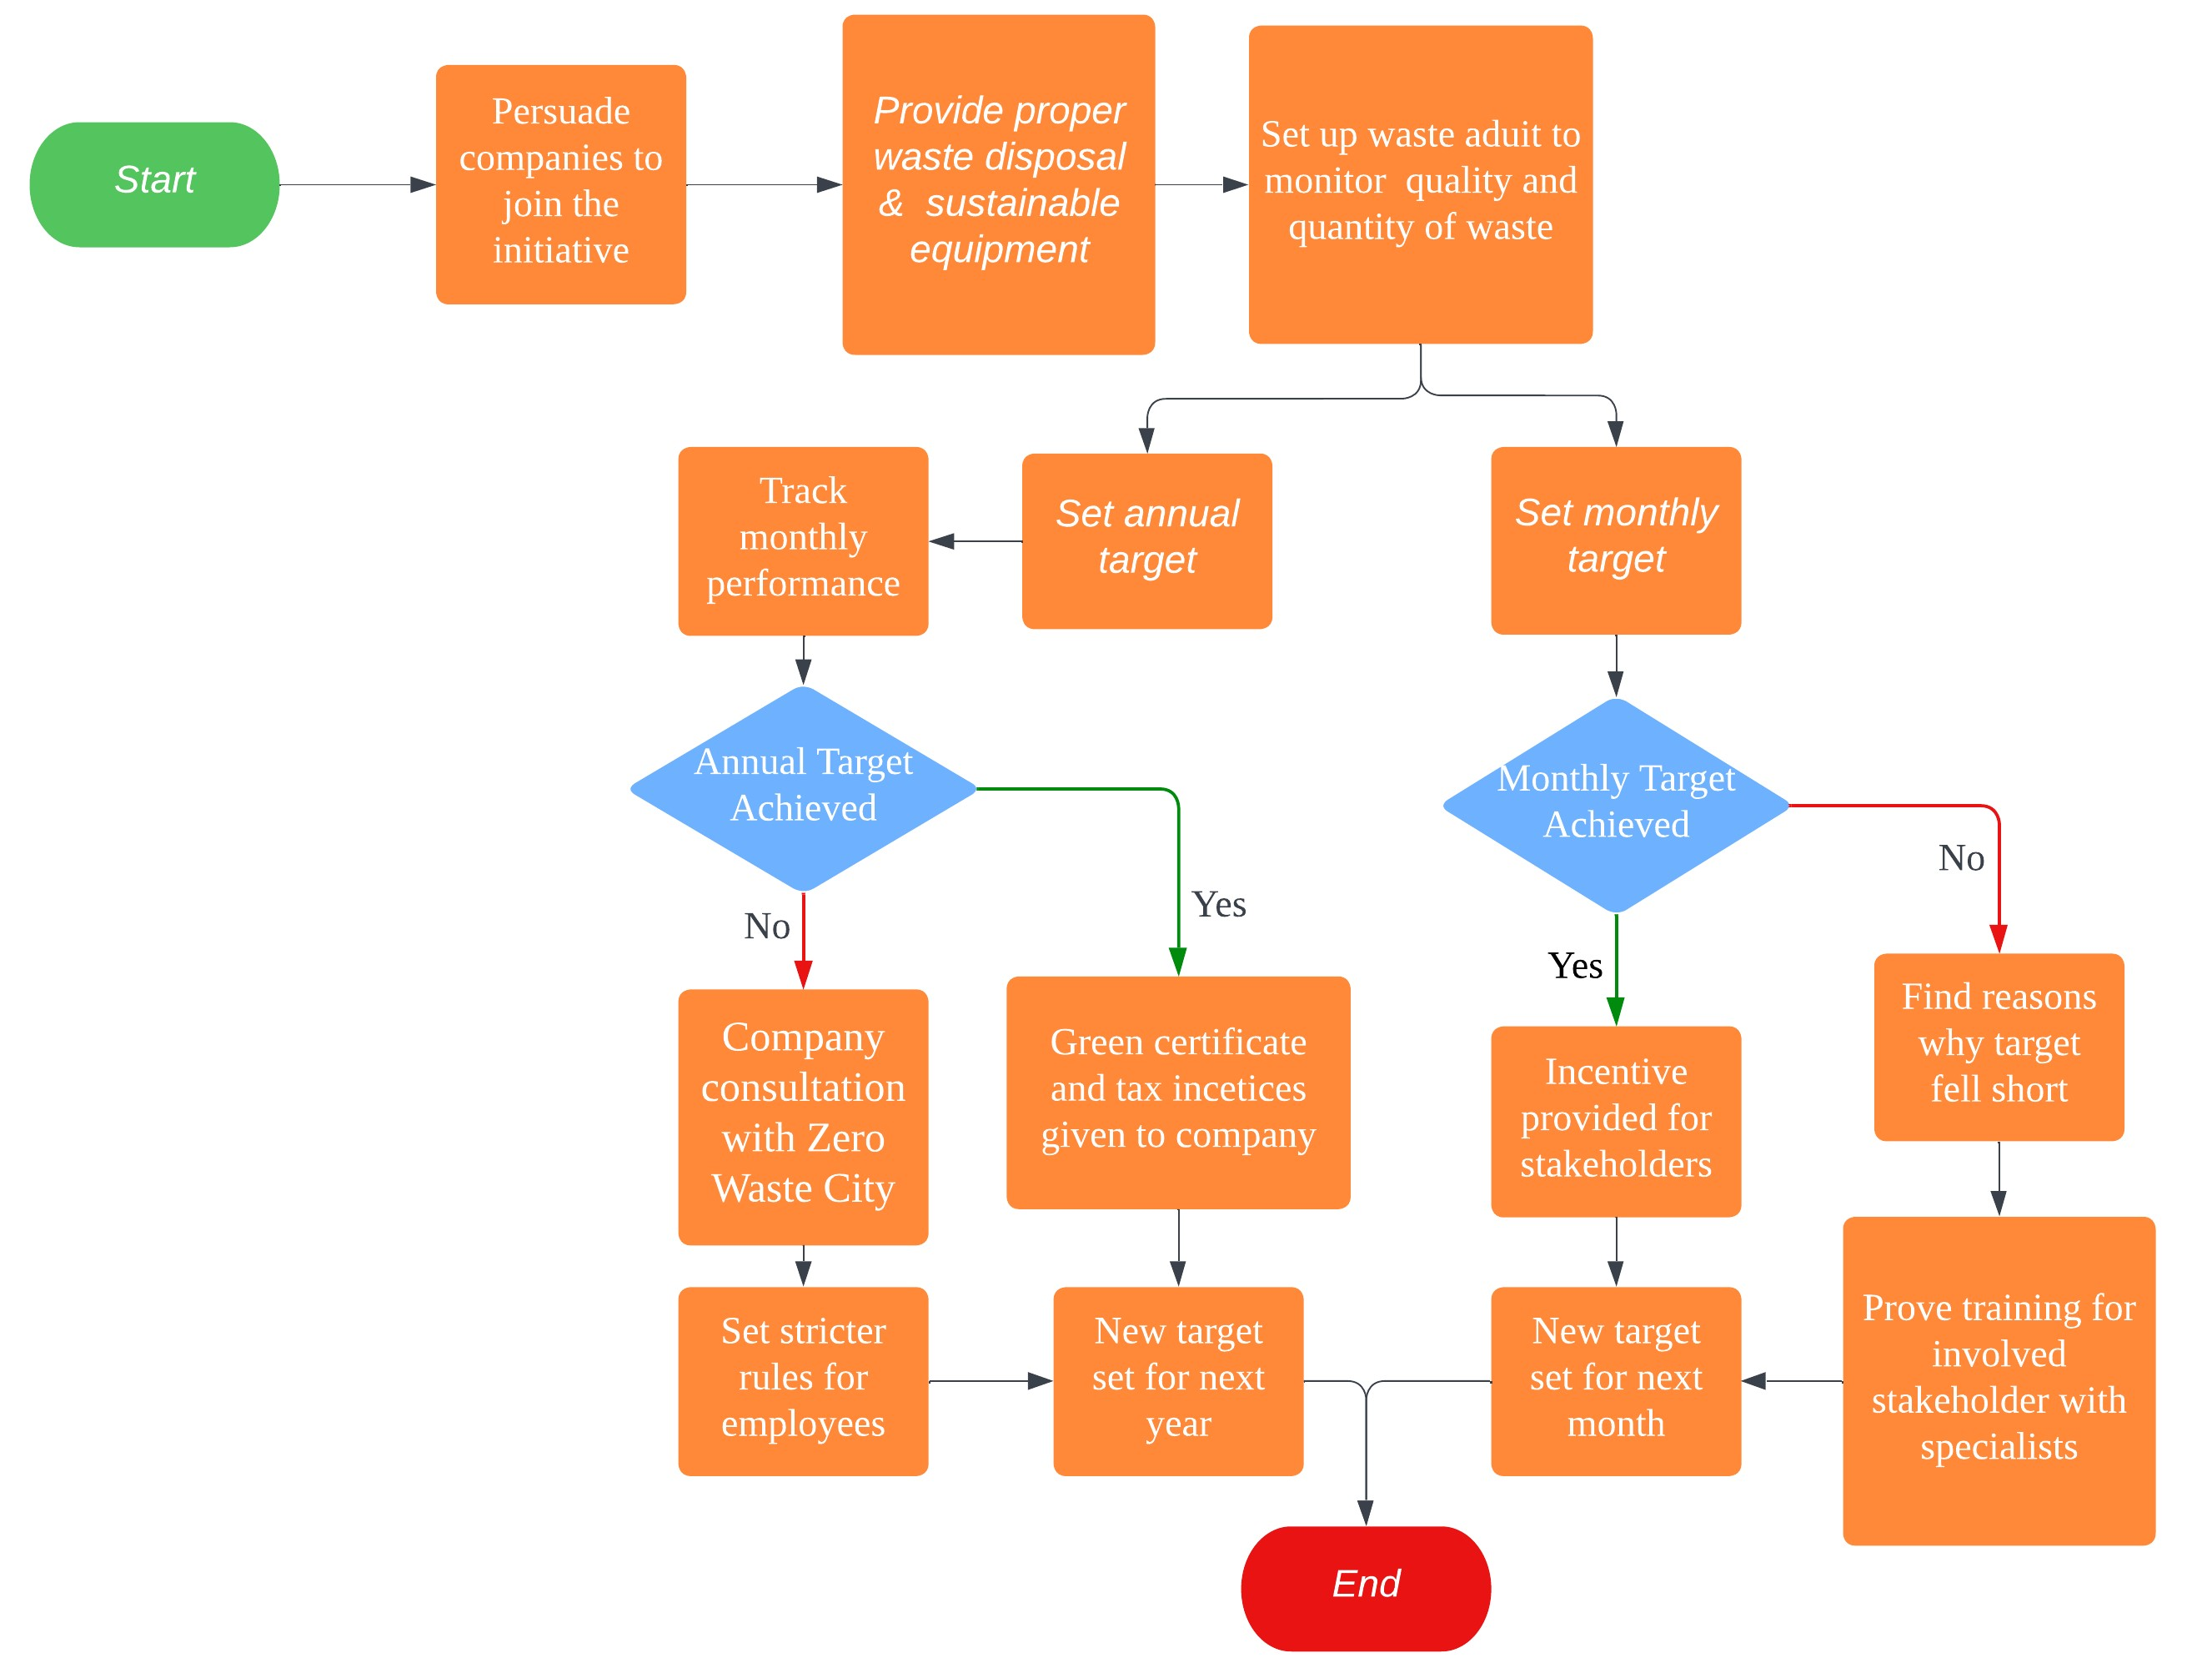 Start
Persuade
companies to
join the
initiative
Provide proper
waste disposal
& sustainable
equipment
Set up waste aduit to
monitor quality and
quantity of waste
Track
monthly
performance
Set annual
target
Set monthly
target
Annual Target
Achieved
Monthly Target
Achieved
No
Yes
Yes
No
Company
consultation
with Zero
Waste City
Green certificate
and tax incetices
given to company
Incentive
provided for
stakeholders
Find reasons
why target
fell short
Set stricter
rules for
employees
New target
set for next
year
New target
set for next
month
Prove training for
involved
stakeholder with
specialists
End